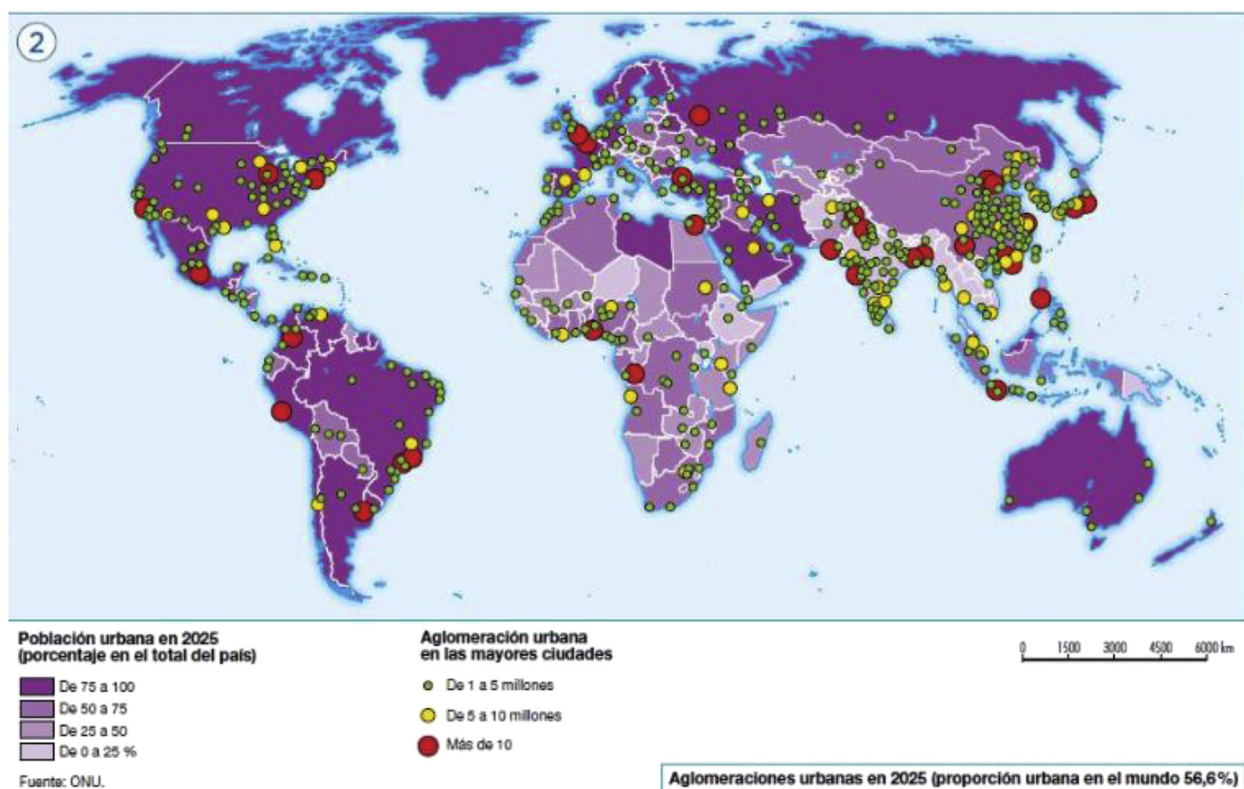 2
Población urbana en 2025
(porcentaje en el total del país)
De 75 a 100
De 50 a 75
De 25 a 50
De 0 a 25 %
Fuente: ONU.
Aglomeración urbana
en las mayores ciudades
De 1 a 5 millones
De 5 a 10 millones
Más de 10
0 1500 3000 4500 6000 km
Aglomeraciones urbanas en 2025 (proporción urbana en el mundo 56,6%)